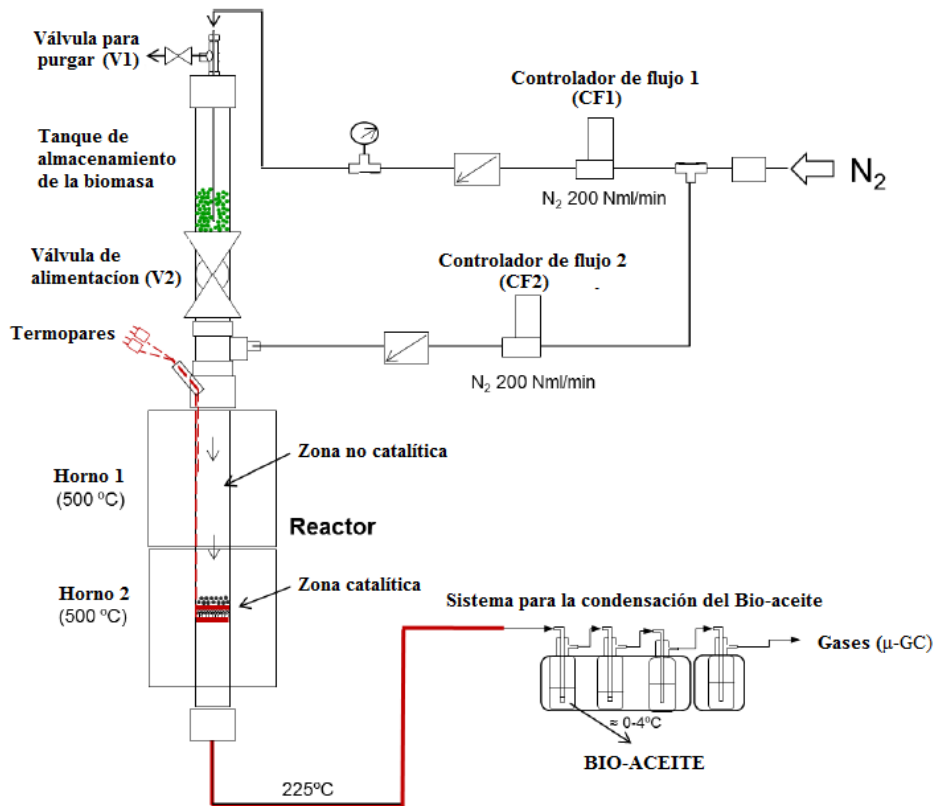 Válvula para
purgar (V1)
Controlador de flujo 1
(CF1)
Tanque de
almacenamiento
de la biomasa
N₂
N₂ 200 Nml/min
Válvula de
alimentacíon (V2)
Controlador de flujo 2
(CF2)
Termopares
N₂ 200 Nml/min
Zona no catalítica
Horno 1
(500 ºC)
Reactor
Zona catalítica
Horno 2
(500 ºC)
Sistema para la condensación del Bio-aceite
Gases (μ-GC)
≈ 0-4ºC
BIO-ACEITE
225ºC